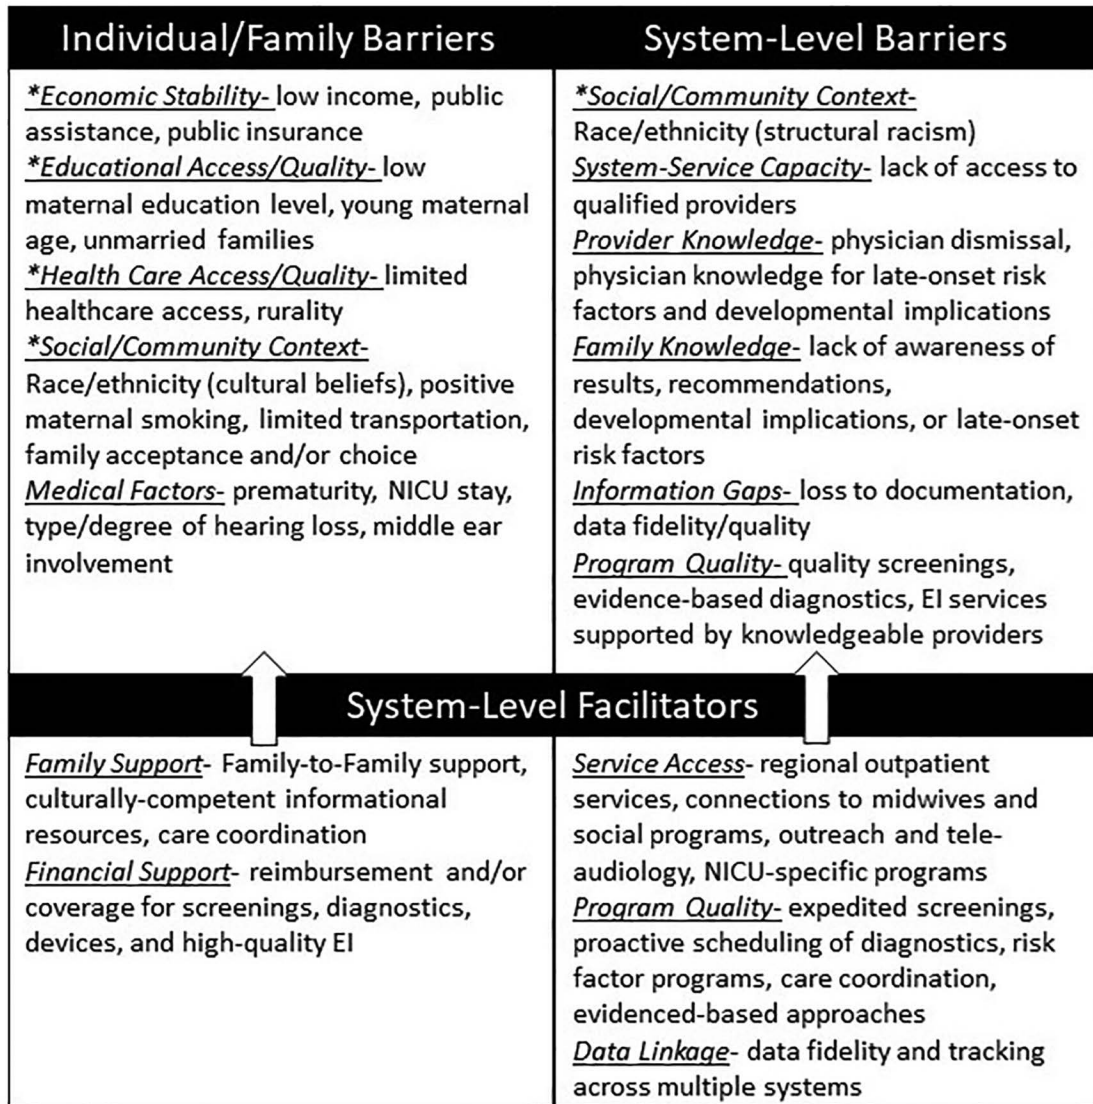 Individual/Family Barriers
*Economic Stability- low income, public
assistance, public insurance
*Educational Access/Quality- low
maternal education level, young maternal
age, unmarried families
*Health Care Access/Quality- limited
healthcare access, rurality
*Social/Community Context-
Race/ethnicity (cultural beliefs), positive
maternal smoking, limited transportation,
family acceptance and/or choice
Medical Factors- prematurity, NICU stay,
type/degree of hearing loss, middle ear
involvement
System-Level Barriers
*Social/Community Context-
Race/ethnicity (structural racism)
System-Service Capacity- lack of access to
qualified providers
Provider Knowledge- physician dismissal,
physician knowledge for late-onset risk
factors and developmental implications
Family Knowledge- lack of awareness of
results, recommendations,
developmental implications, or late-onset
risk factors
Information Gaps- loss to documentation,
data fidelity/quality
Program Quality- quality screenings,
evidence-based diagnostics, EI services
supported by knowledgeable providers
System-Level Facilitators
Family Support- Family-to-Family support,
culturally-competent informational
resources, care coordination
Financial Support- reimbursement and/or
coverage for screenings, diagnostics,
devices, and high-quality EI
Service Access- regional outpatient
services, connections to midwives and
social programs, outreach and tele-
audiology, NICU-specific programs
Program Quality- expedited screenings,
proactive scheduling of diagnostics, risk
factor programs, care coordination,
evidenced-based approaches
Data Linkage- data fidelity and tracking
across multiple systems